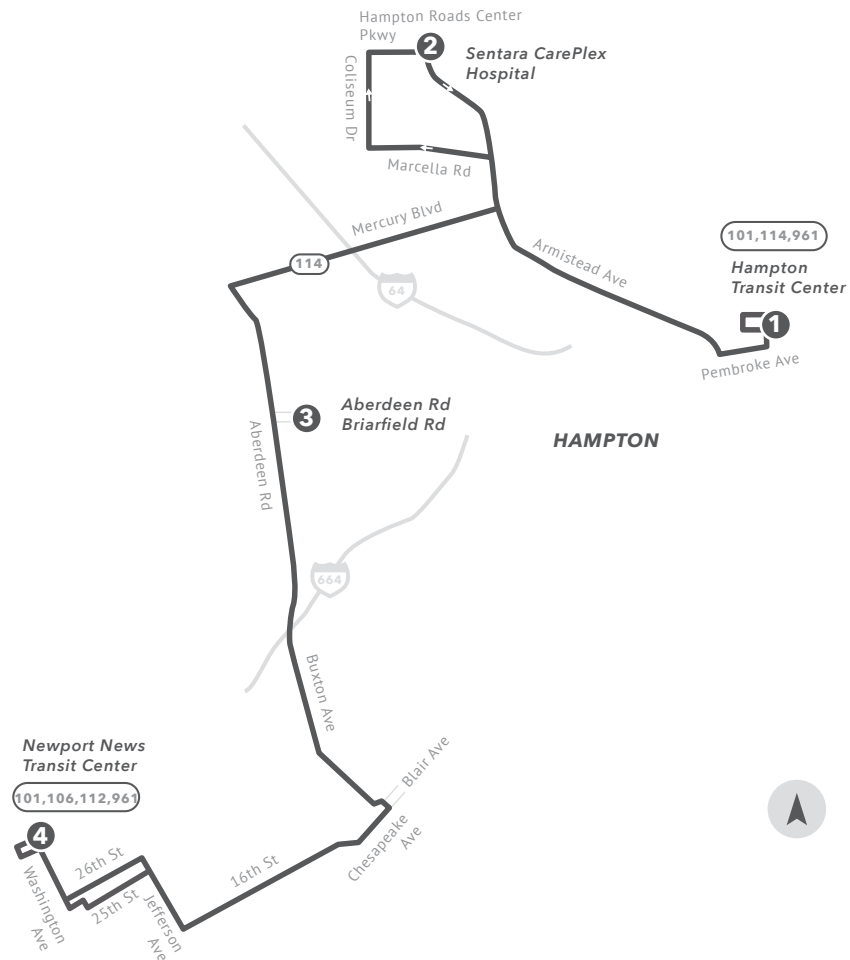 Hampton Roads Center
Pkwy
2
Sentara CarePlex
Hospital
Coliseum Dr
Marcella Rd
Mercury Blvd
114
64
Armistead Ave
101,114,961
Hampton
Transit Center
1
Pembroke Ave
3
Aberdeen Rd
Briarfield Rd
HAMPTON
Aberdeen Rd
664
Buxton Ave
Blair Ave
Chesapeake
Ave
Newport News
Transit Center
101,106,112,961
4
26th St
25th St
16th St
Washington
Ave
Jefferson
Ave